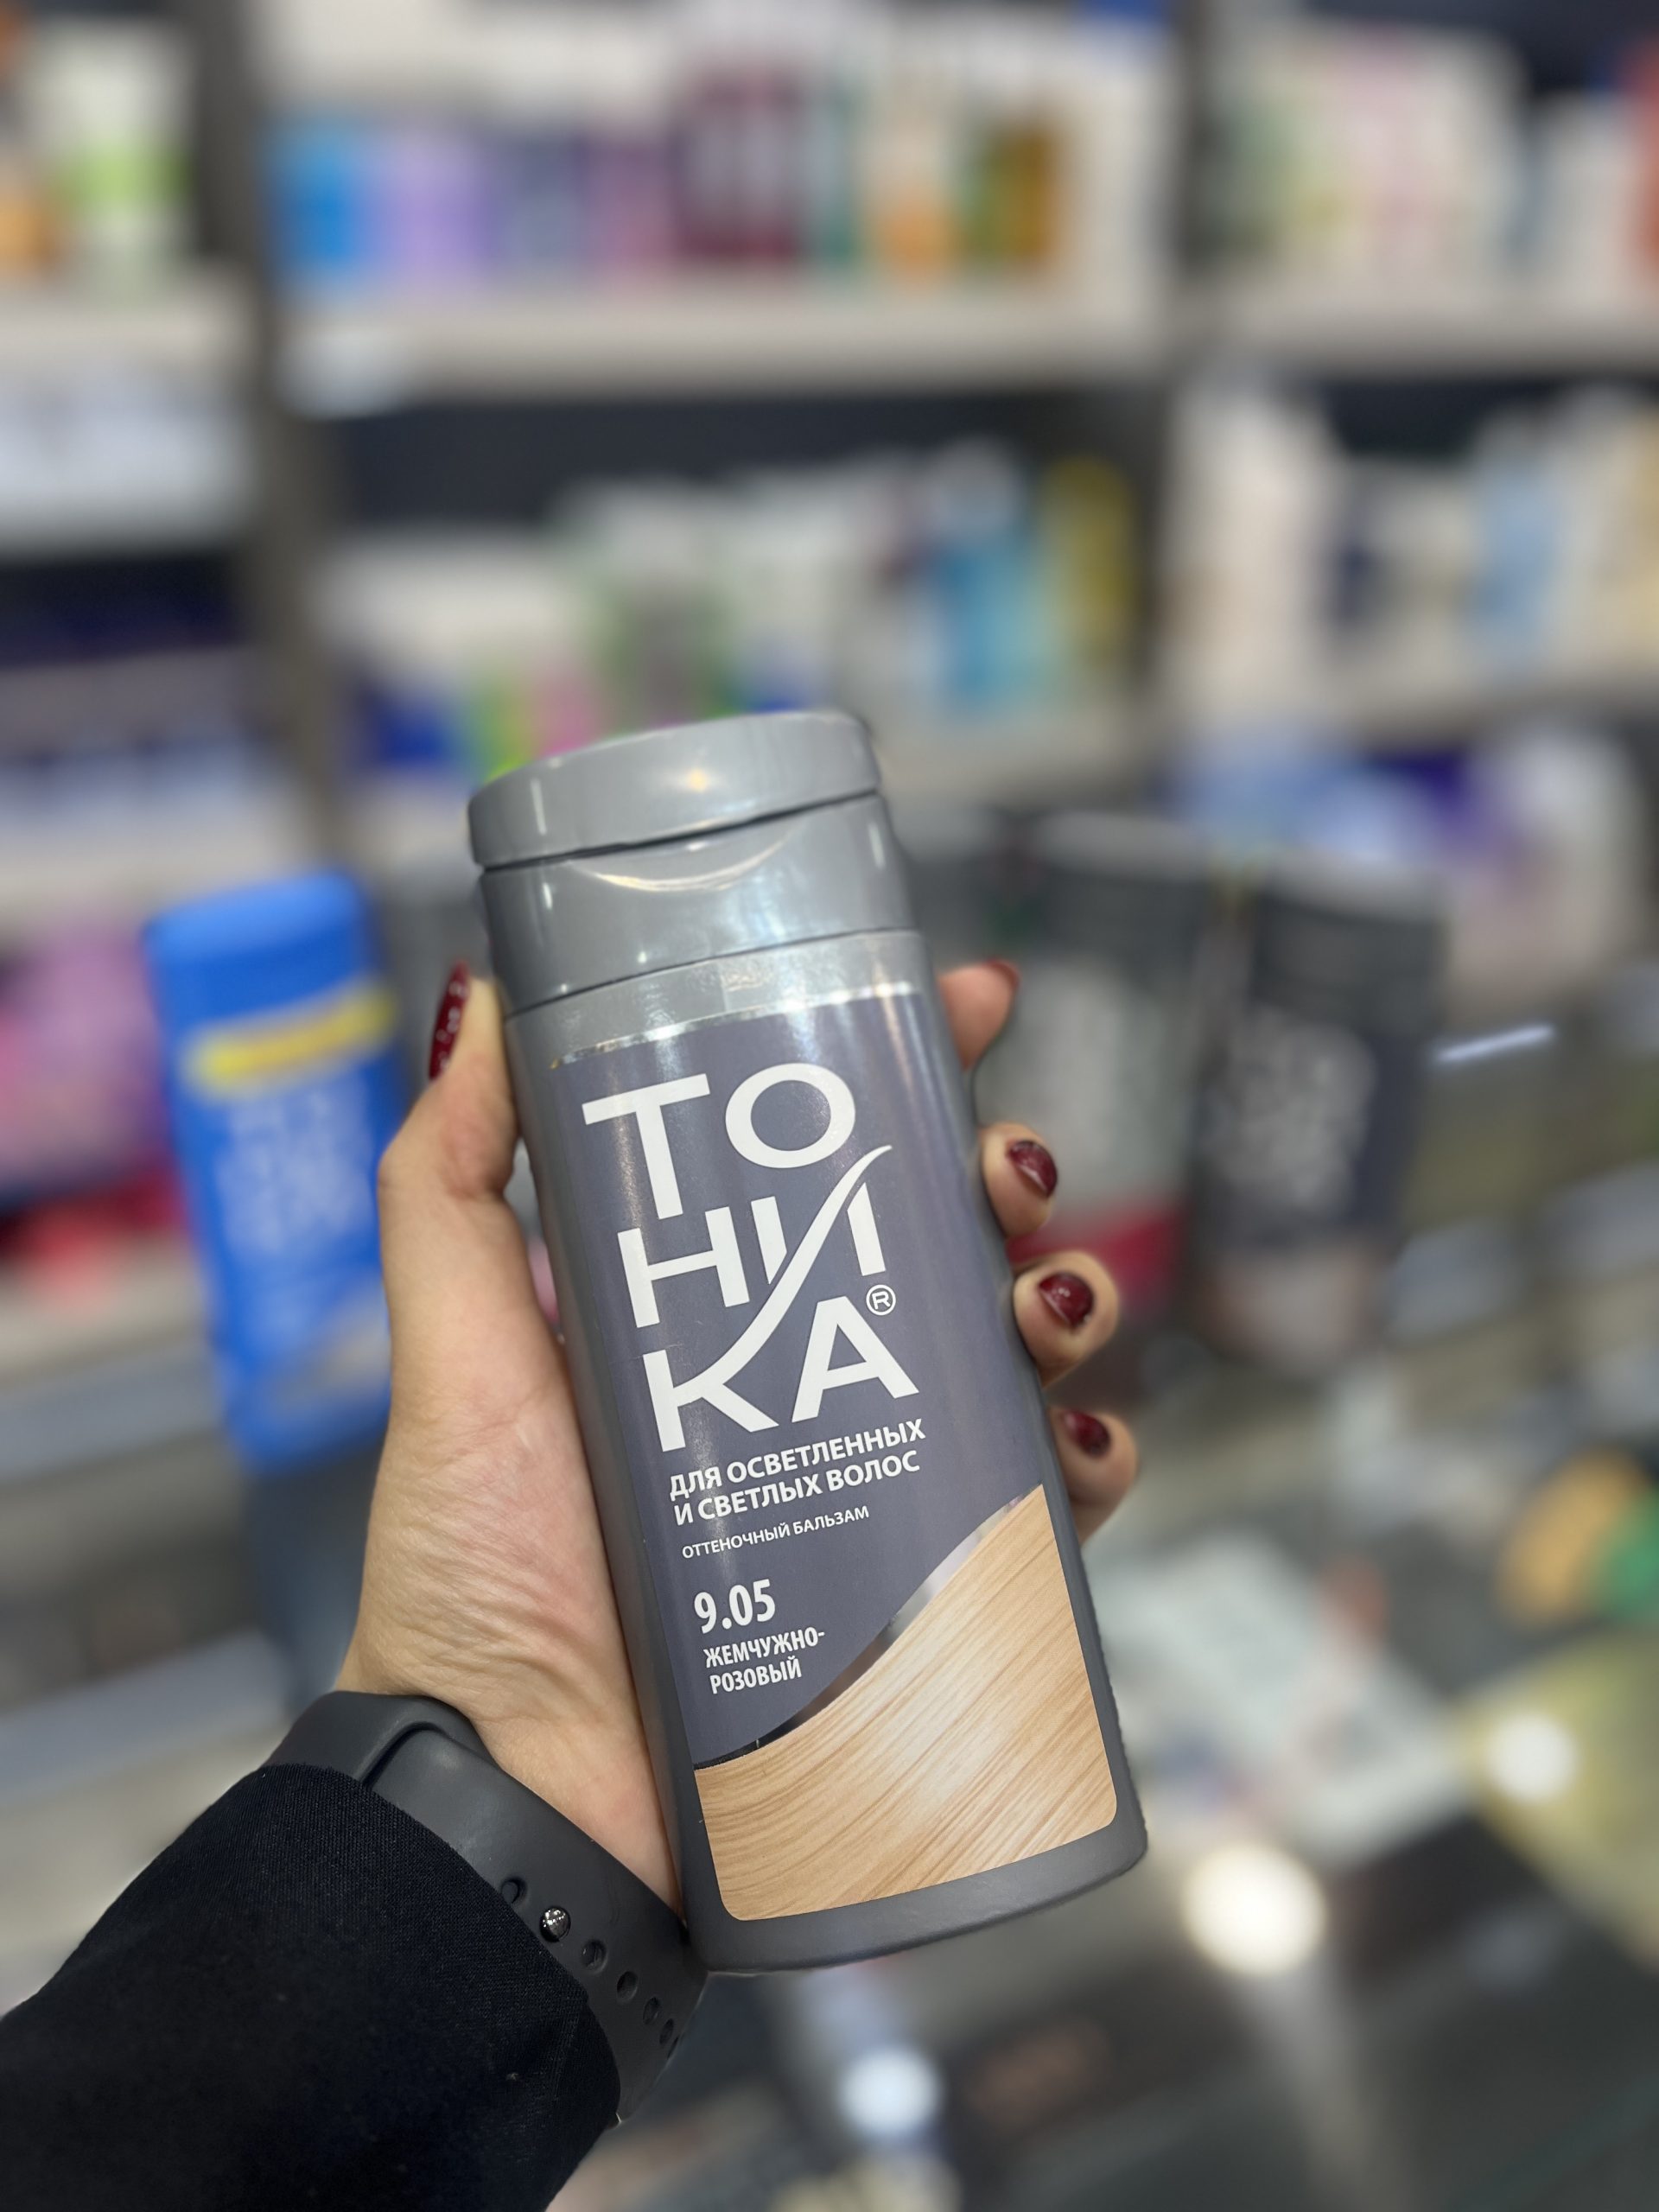 ТО
НИ
КА®
ДЛЯ ОСВЕТЛЕННЫХ
И СВЕТЛЫХ ВОЛОС
ОТТЕНОЧНЫЙ БАЛЬЗАМ
9.05
ЖЕМЧУЖНО-
РОЗОВЫЙ